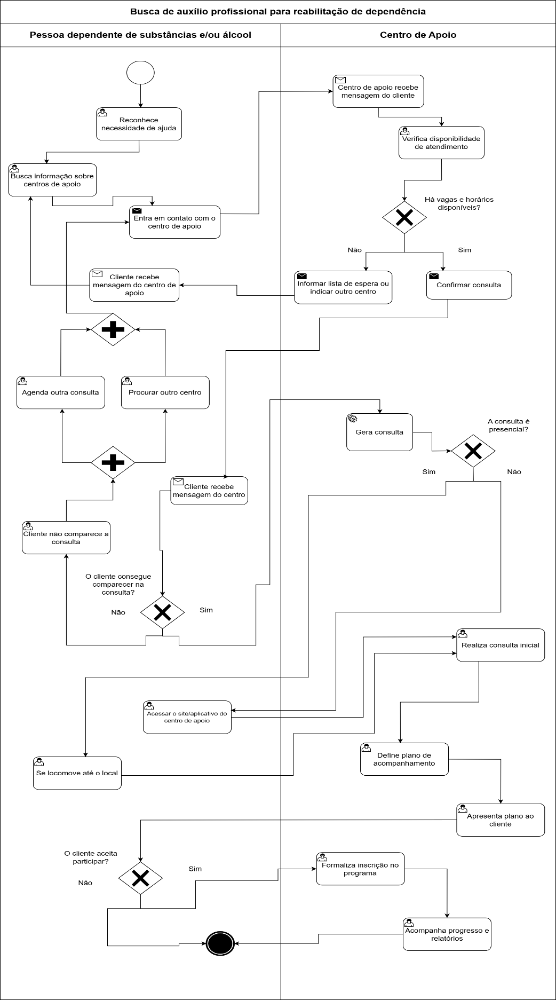 Busca de auxílio profissional para reabilitação de dependência
Pessoa dependente de substâncias e/ou álcool
Centro de Apoio
Centro de apoio recebe
mensagem do cliente
Reconhece
necessidade de ajuda
Verifica disponibilidade
de atendimento
Busca informação sobre
centros de apoio
Há vagas e horários
disponíveis?
Entra em contato com o
centro de apoio
Não
Sim
Cliente recebe
mensagem do centro de
apoio
Informar lista de espera ou
indicar outro centro
Confirmar consulta
Agenda outra consulta
Procurar outro centro
A consulta é
presencial?
Gera consulta
Sim
Não
Cliente recebe
mensagem do centro
Cliente não comparece a
consulta
O cliente consegue
comparecer na
consulta?
Não
Sim
Realiza consulta inicial
Acessar o site/aplicativo do
centro de apoio
Define plano de
acompanhamento
Se locomove até o local
Apresenta plano ao
cliente
O cliente aceita
participar?
Sim
Não
Formaliza inscrição no
programa
Acompanha progresso e
relatórios